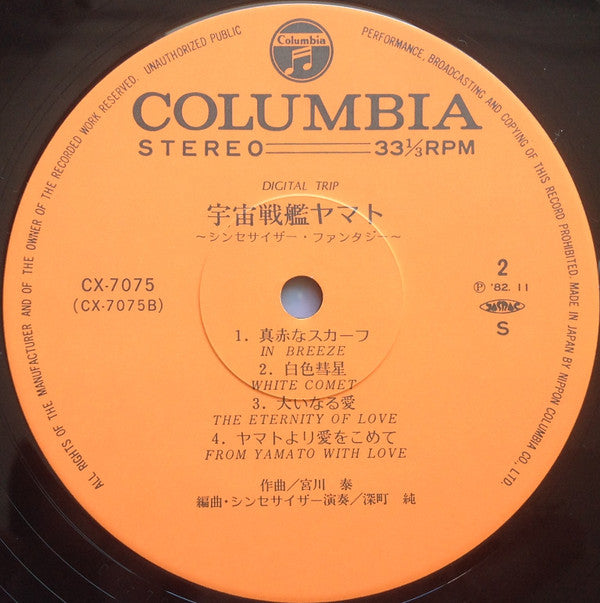 ALL RIGHTS OF THE MANUFACTURER AND OF THE OWNER OF THE RECORDED WORK RESERVED. UNAUTHORIZED PUBLIC PERFORMANCE, BROADCASTING AND COPYING OF THIS RECORD PROHIBITED. MADE IN JAPAN BY NIPPON COLUMBIA CO., LTD.
Columbia
COLUMBIA
STEREO 33⅓RPM
DIGITAL TRIP
宇宙戦艦ヤマト
～シンセサイザー・ファンタジー～
CX-7075
(CX-7075B)
2
Ⓟ '82. 11
JASRAC
S
1. 真赤なスカーフ
IN BREEZE
2. 白色彗星
WHITE COMET
3. 大いなる愛
THE ETERNITY OF LOVE
4. ヤマトより愛をこめて
FROM YAMATO WITH LOVE
作曲／宮川 泰
編曲・シンセサイザー演奏／深町 純